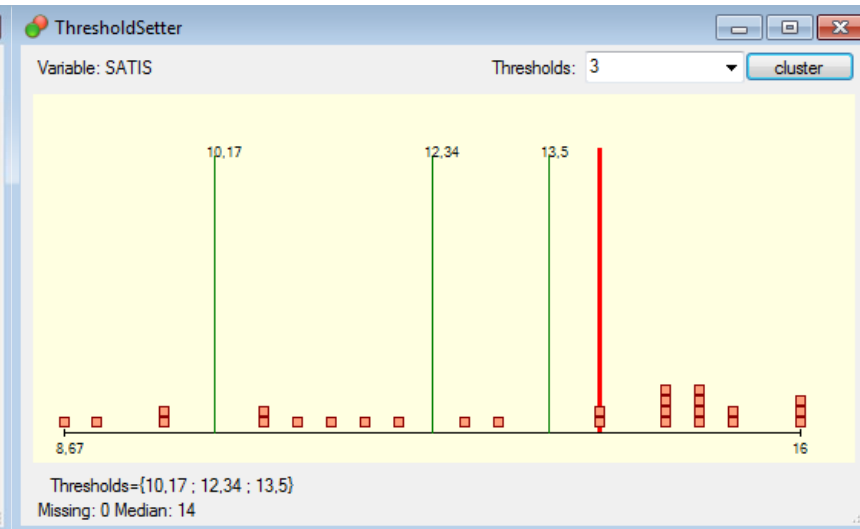 ThresholdSetter
Variable: SATIS Thresholds: 3 cluster
10,17 12,34 13,5
8,67 16
Thresholds={10,17 ; 12,34 ; 13,5}
Missing: 0 Median: 14